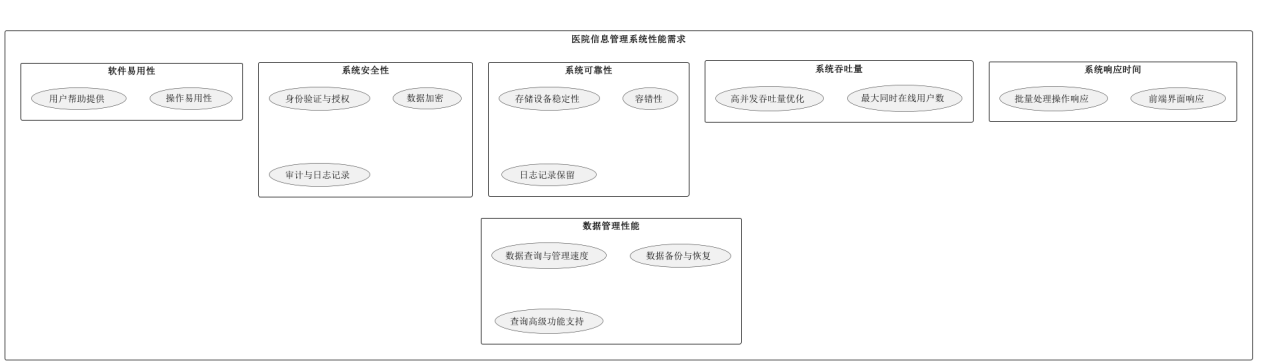 医院信息管理系统性能需求
软件易用性
用户帮助提供
操作易用性
系统安全性
身份验证与授权
数据加密
审计与日志记录
系统可靠性
存储设备稳定性
容错性
日志记录保留
系统吞吐量
高并发吞吐量优化
最大同时在线用户数
系统响应时间
批量处理操作响应
前端界面响应
数据管理性能
数据查询与管理速度
数据备份与恢复
查询高级功能支持